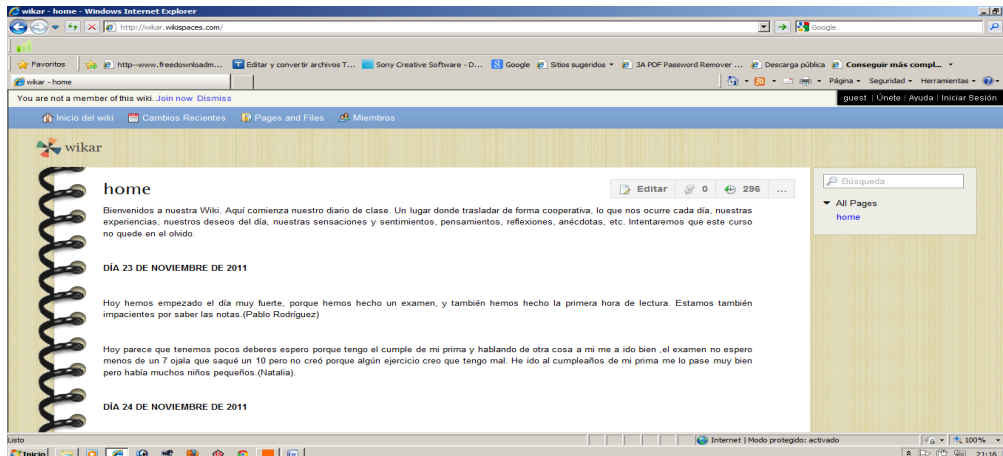 wikar - home - Windows Internet Explorer
http://wikar.wikispaces.com/
Google
Favoritos http--www.freedownloadm... Editar y convertir archivos T... Sony Creative Software - D... Google Sitios sugeridos 3A PDF Password Remover ... Descarga pública Conseguir más compl...
wikar - home
Página Seguridad Herramientas
You are not a member of this wiki. Join now Dismiss
guest | Únete | Ayuda | Iniciar Sesión
Inicio del wiki Cambios Recientes Pages and Files Miembros
wikar
home
Editar 0 296 ...
Búsqueda
All Pages
home
Bienvenidos a nuestra Wiki. Aquí comienza nuestro diario de clase. Un lugar donde trasladar de forma cooperativa, lo que nos ocurre cada día, nuestras
experiencias, nuestros deseos del día, nuestras sensaciones y sentimientos, pensamientos, reflexiones, anécdotas, etc. Intentaremos que este curso
no quede en el olvido.
DÍA 23 DE NOVIEMBRE DE 2011
Hoy hemos empezado el día muy fuerte, porque hemos hecho un examen, y también hemos hecho la primera hora de lectura. Estamos también
impacientes por saber las notas.(Pablo Rodríguez)
Hoy parece que tenemos pocos deberes espero porque tengo el cumple de mi prima y hablando de otra cosa a mi me a ido bien ,el examen no espero
menos de un 7 ojala que saqué un 10 pero no creó porque algún ejercicio creo que tengo mal. He ido al cumpleaños de mi prima me lo pase muy bien
pero había muchos niños pequeños.(Natalia).
DÍA 24 DE NOVIEMBRE DE 2011
Listo
Internet | Modo protegido: activado
100%
Inicio
21:16